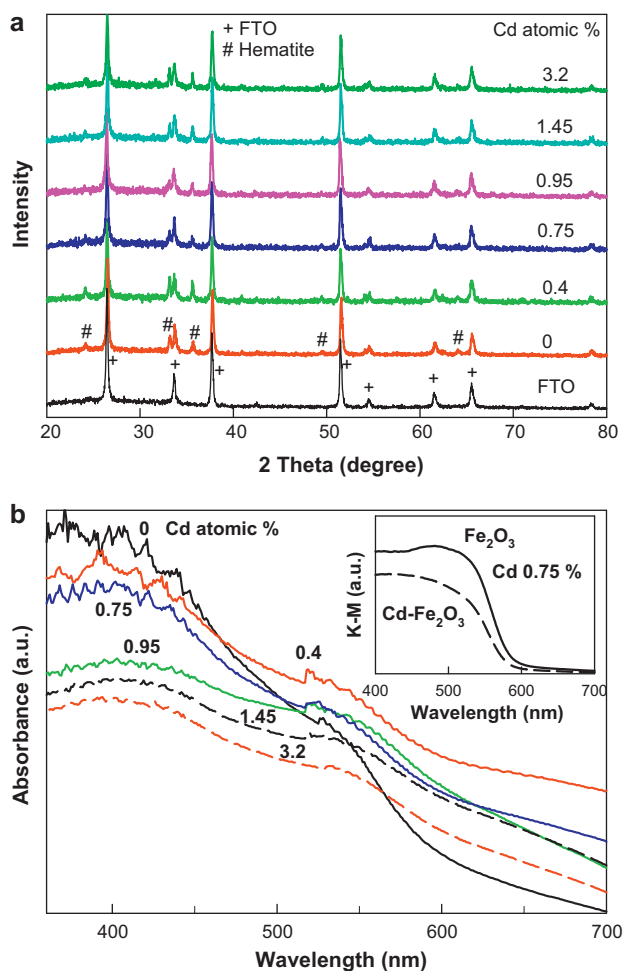 a
+ FTO
# Hematite
Cd atomic %
3.2
1.45
0.95
0.75
0.4
0
FTO
# # # # #
+ + + + + + +
Intensity
20 30 40 50 60 70 80
2 Theta (degree)
b
0 Cd atomic %
0.75
0.95
1.45
3.2
0.4
Absorbance (a.u.)
400 500 600 700
Wavelength (nm)
Fe₂O₃
Cd 0.75 %
Cd-Fe₂O₃
K-M (a.u.)
400 500 600 700
Wavelength (nm)